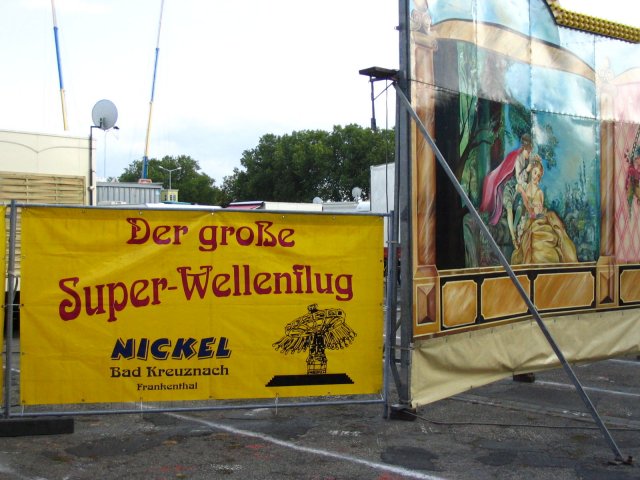 Der große
Super-Wellenflug
NICKEL
Bad Kreuznach
Frankenthal